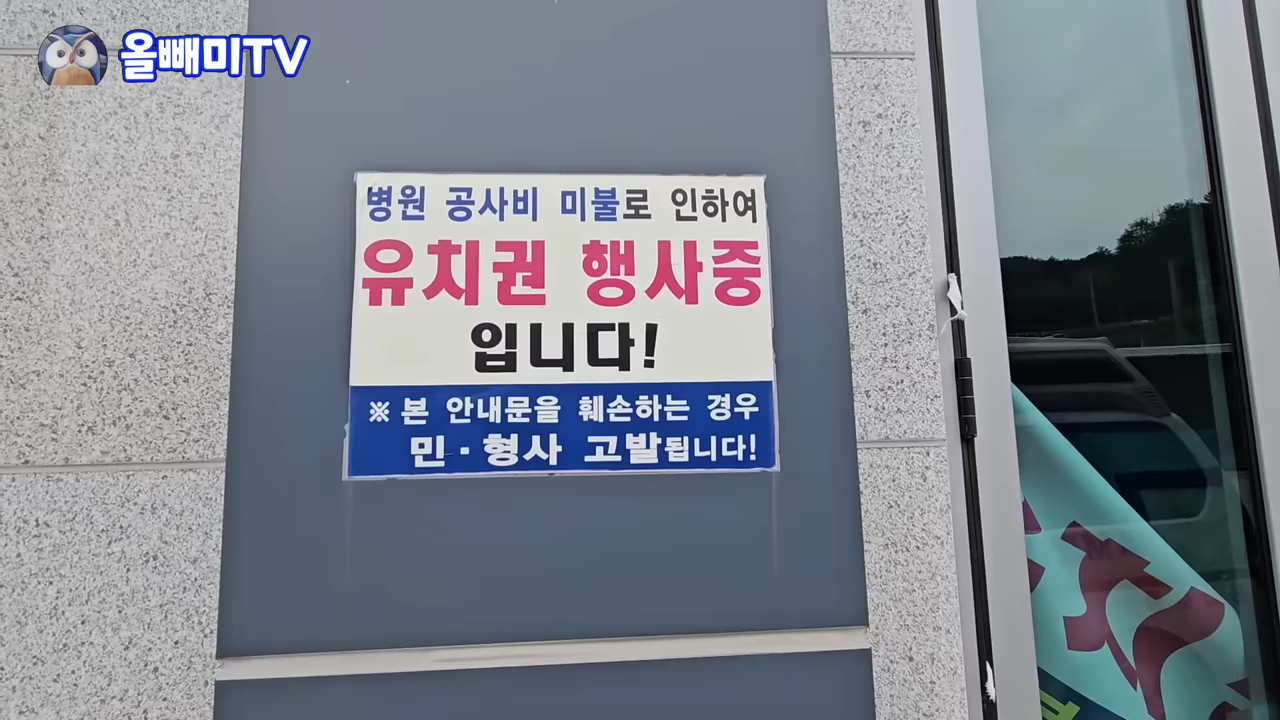 올빼미TV
병원 공사비 미불로 인하여
유치권 행사중
입니다!
※ 본 안내문을 훼손하는 경우
민·형사 고발됩니다!